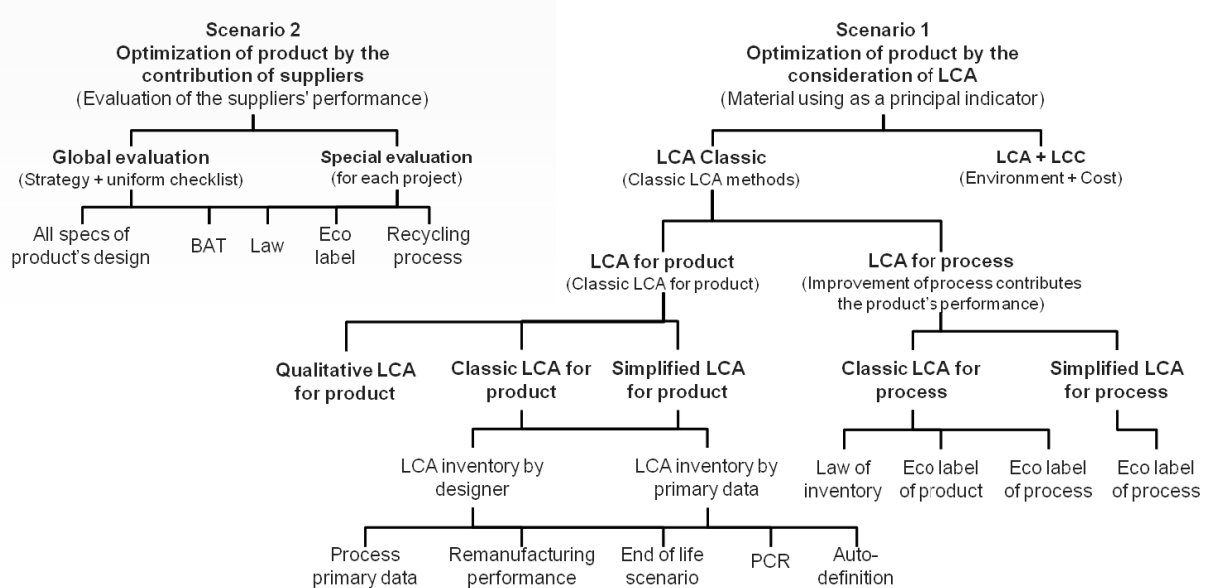 Scenario 2
Optimization of product by the
contribution of suppliers
(Evaluation of the suppliers' performance)
Global evaluation
(Strategy + uniform checklist)
Special evaluation
(for each project)
All specs of
product's design
BAT
Law
Eco
label
Recycling
process
Scenario 1
Optimization of product by the
consideration of LCA
(Material using as a principal indicator)
LCA Classic
(Classic LCA methods)
LCA + LCC
(Environment + Cost)
LCA for product
(Classic LCA for product)
LCA for process
(Improvement of process contributes
the product's performance)
Qualitative LCA
for product
Classic LCA for
product
Simplified LCA
for product
Classic LCA for
process
Simplified LCA
for process
LCA inventory by
designer
LCA inventory by
primary data
Law of
inventory
Eco label
of product
Eco label
of process
Eco label
of process
Process
primary data
Remanufacturing
performance
End of life
scenario
PCR
Auto-
definition